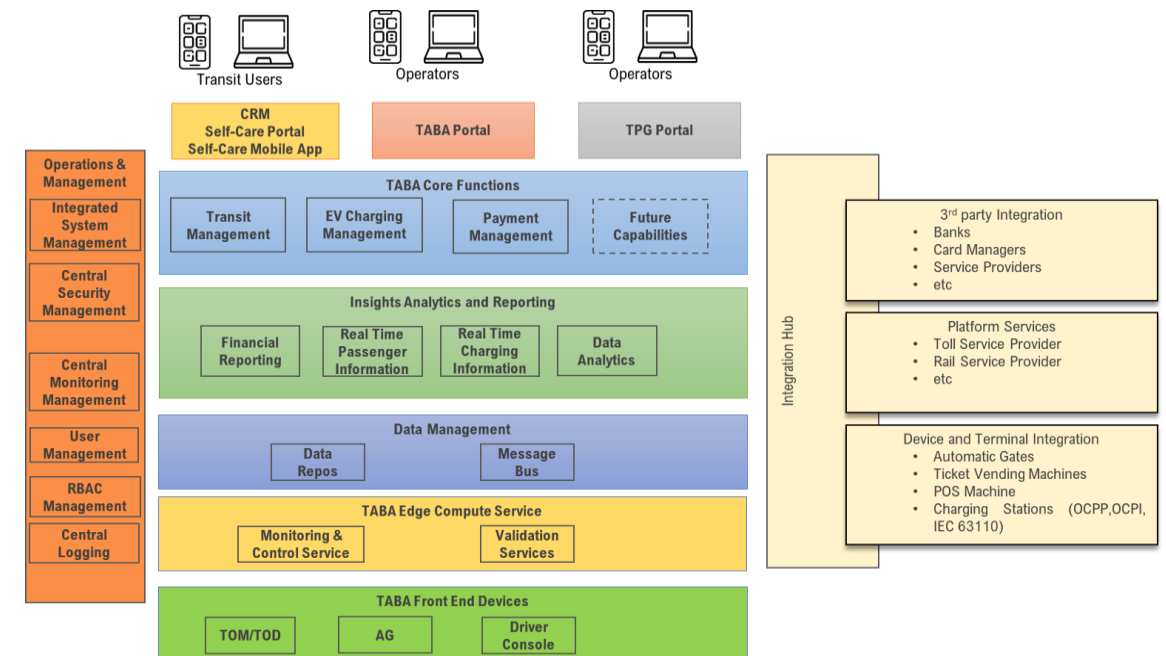 Transit Users
Operators
Operators
CRM
Self-Care Portal
Self-Care Mobile App
TABA Portal
TPG Portal
Operations &
Management
Integrated
System
Management
Central
Security
Management
Central
Monitoring
Management
User
Management
RBAC
Management
Central
Logging
TABA Core Functions
Transit
Management
EV Charging
Management
Payment
Management
Future
Capabilities
Insights Analytics and Reporting
Financial
Reporting
Real Time
Passenger
Information
Real Time
Charging
Information
Data
Analytics
Data Management
Data
Repos
Message
Bus
TABA Edge Compute Service
Monitoring &
Control Service
Validation
Services
TABA Front End Devices
TOM/TOD
AG
Driver
Console
Integration Hub
3rd party Integration
• Banks
• Card Managers
• Service Providers
• etc
Platform Services
• Toll Service Provider
• Rail Service Provider
• etc
Device and Terminal Integration
• Automatic Gates
• Ticket Vending Machines
• POS Machine
• Charging Stations (OCPP,OCPI,
IEC 63110)